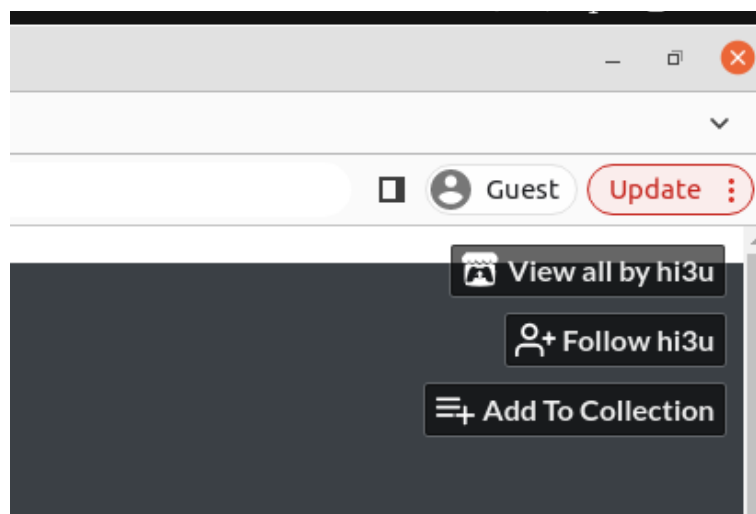 Guest
Update
View all by hi3u
Follow hi3u
Add To Collection